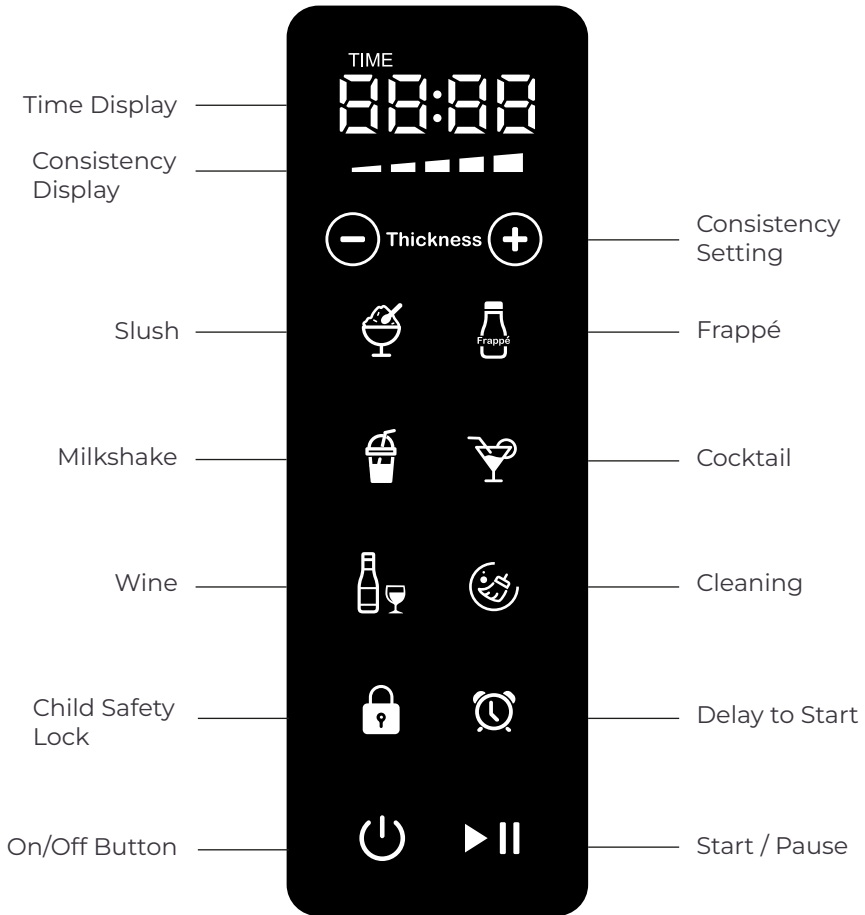 TIME
88:88
Time Display
Consistency
Display
Thickness
Consistency
Setting
Slush
Frappé
Frappé
Milkshake
Cocktail
Wine
Cleaning
Child Safety
Lock
Delay to Start
On/Off Button
Start / Pause